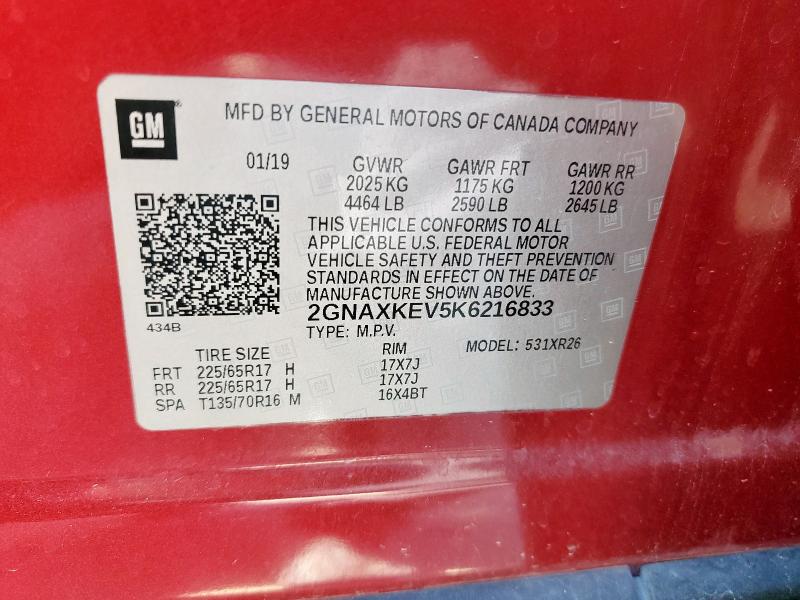 GM
MFD BY GENERAL MOTORS OF CANADA COMPANY
01/19 GVWR GAWR FRT GAWR RR
2025 KG 1175 KG 1200 KG
4464 LB 2590 LB 2645 LB
THIS VEHICLE CONFORMS TO ALL
APPLICABLE U.S. FEDERAL MOTOR
VEHICLE SAFETY AND THEFT PREVENTION
STANDARDS IN EFFECT ON THE DATE OF
MANUFACTURE SHOWN ABOVE.
2GNAXKEV5K6216833
434B
TYPE: M.P.V.
TIRE SIZE RIM MODEL: 531XR26
FRT 225/65R17 H 17X7J
RR 225/65R17 H 17X7J
SPA T135/70R16 M 16X4BT